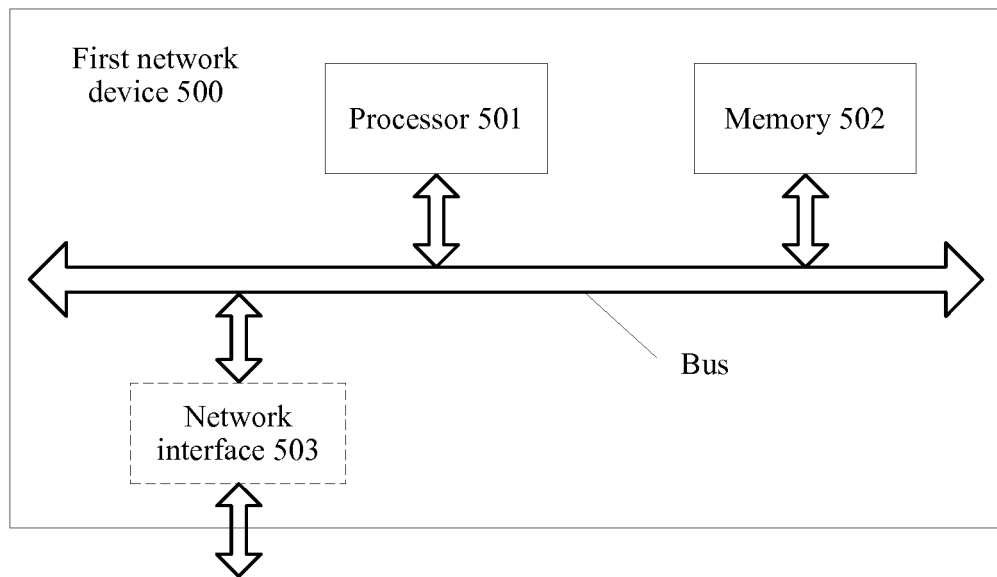 First network
device 500
Processor 501
Memory 502
Bus
Network
interface 503